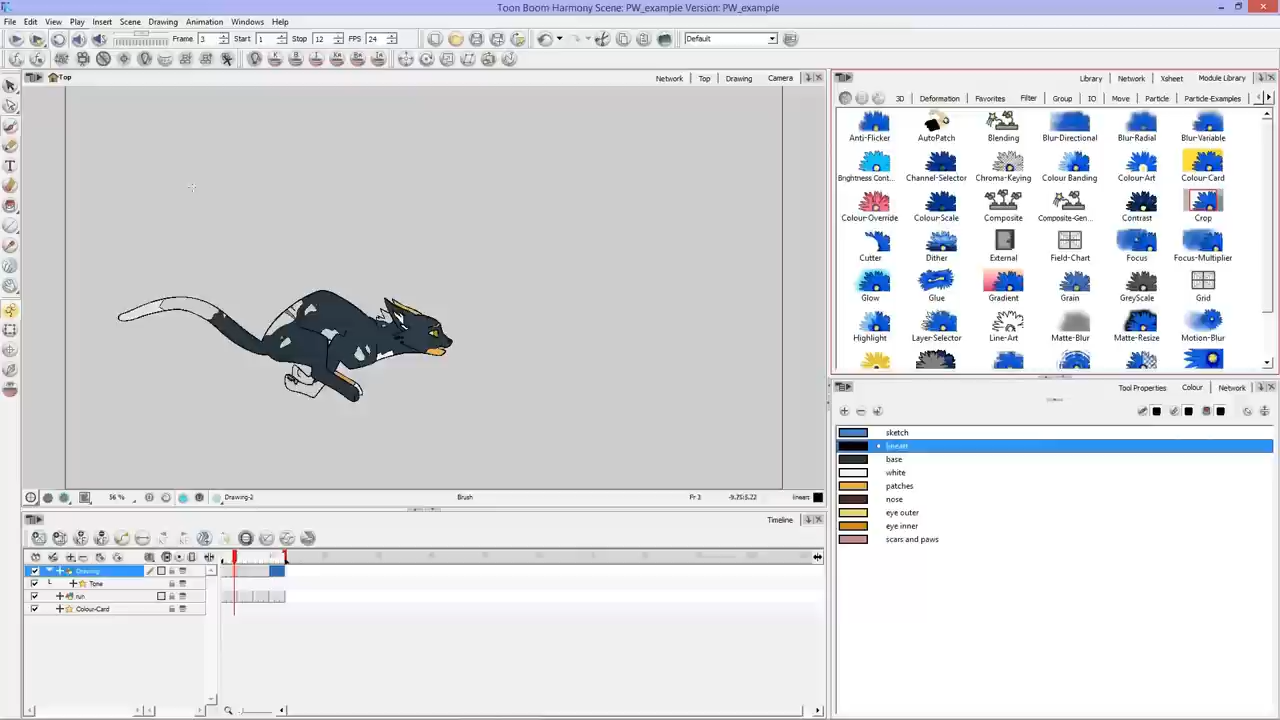 Toon Boom Harmony Scene: PW_example Version: PW_example
File Edit View Play Insert Scene Drawing Animation Windows Help
Frame 3 Start 1 Stop 12 FPS 24 Default
Top Network Top Drawing Camera
Library Network Xsheet Module Library
3D Deformation Favorites Filter Group IO Move Particle Particle-Examples
Anti-Flicker AutoPatch Blending Blur-Directional Blur-Radial Blur-Variable
Brightness Cont... Channel-Selector Chroma-Keying Colour Banding Colour-Art Colour-Card
Colour-Override Colour-Scale Composite Composite-Gen... Contrast Crop
Cutter Dither External Field-Chart Focus Focus-Multiplier
Glow Glue Gradient Grain GreyScale Grid
Highlight Layer-Selector Line-Art Matte-Blur Matte-Resize Motion-Blur
Tool Properties Colour Network
sketch
lineart
base
white
patches
nose
eye outer
eye inner
scars and paws
Drawing-2 Brush Fr 3 lineart
Timeline
Drawing
Tone
run
Colour-Card